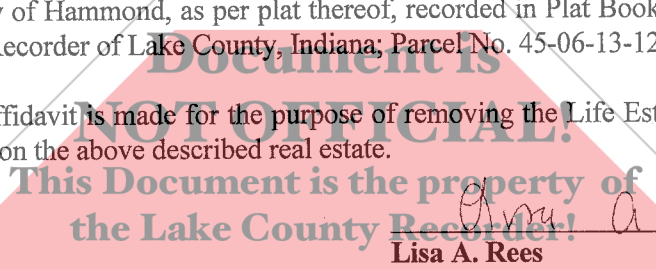 of Hammond, as per plat thereof, recorded in Plat Book
Recorder of Lake County, Indiana; Parcel No. 45-06-13-12
Document is
ffidavit is made for the purpose of removing the Life Est
NOT OFFICIAL!
on the above described real estate.
This Document is the property of
the Lake County Recorder!
Lisa A. Rees